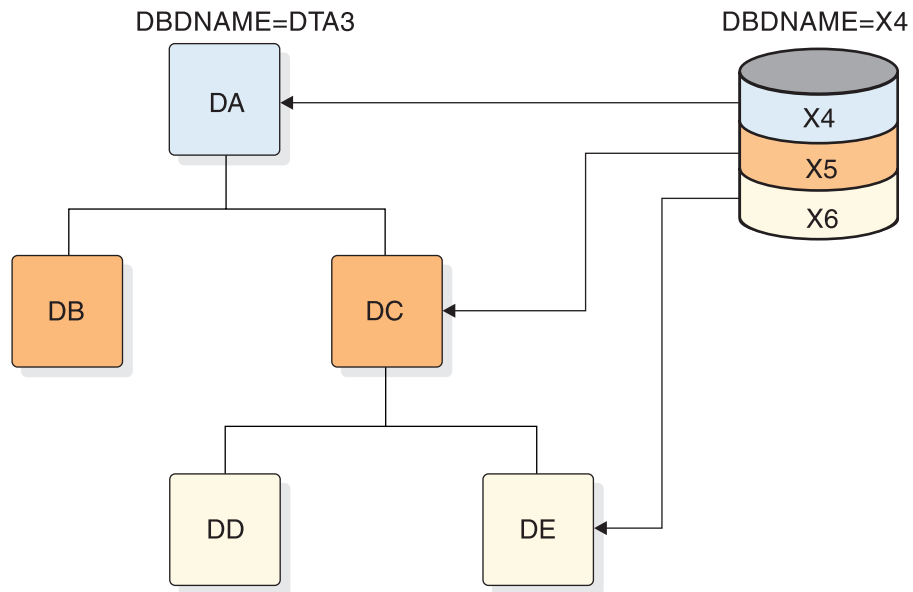 DBDNAME=DTA3
DBDNAME=X4
DA
X4
X5
X6
DB
DC
DD
DE